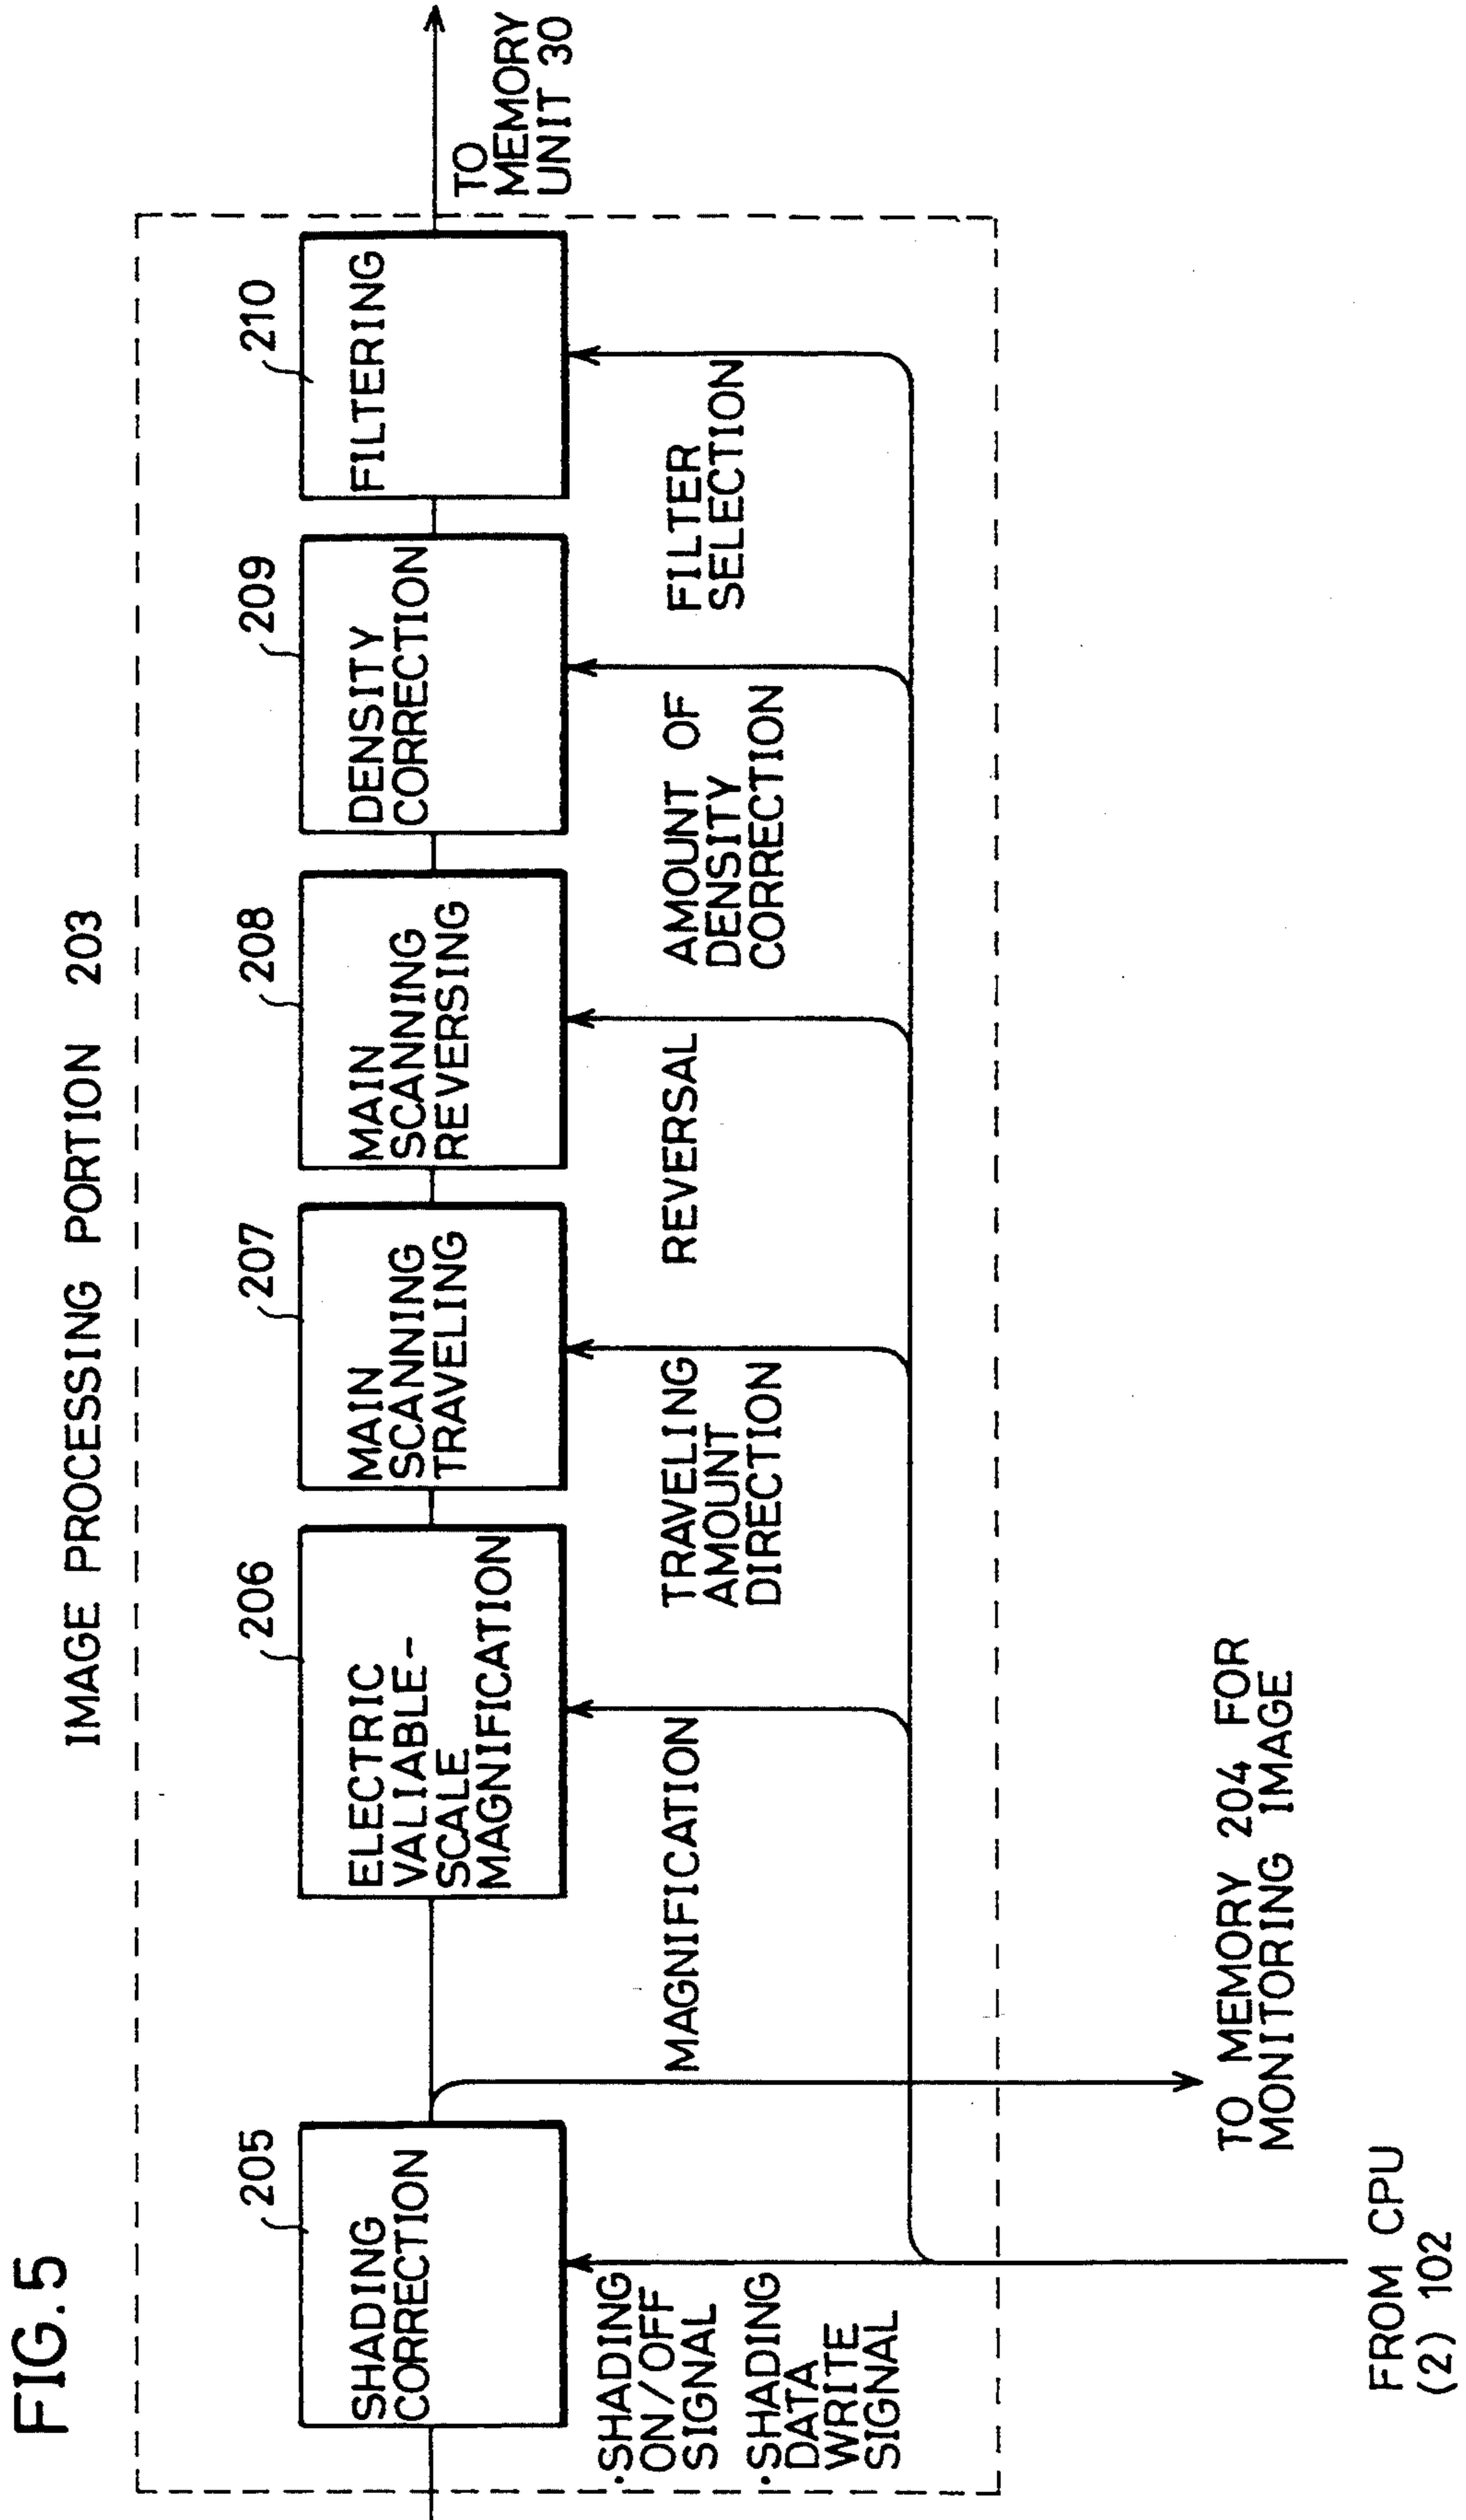 FIG. 5
IMAGE PROCESSING PORTION 203
205
206
207
208
209
210
SHADING
CORRECTION
ELECTRIC
VALIABLE-
SCALE
MAGNIFICATION
MAIN
SCANNING
TRAVELING
MAIN
SCANNING
REVERSING
DENSITY
CORRECTION
FILTERING
TO
MEMORY
UNIT 30
·SHADING
ON/OFF
SIGNAL
·SHADING
DATA
WRITE
SIGNAL
MAGNIFICATION
TRAVELING
AMOUNT
DIRECTION
REVERSAL
AMOUNT OF
DENSITY
CORRECTION
FILTER
SELECTION
TO MEMORY 204 FOR
MONITORING IMAGE
FROM CPU
(2) 102